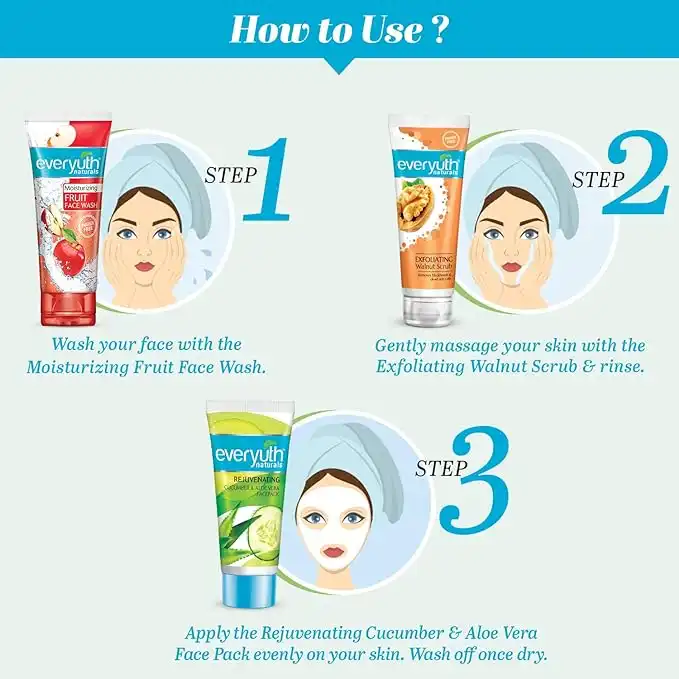 How to Use ?
everyuth
naturals
Moisturizing
FRUIT
FACE WASH
STEP 1
Wash your face with the
Moisturizing Fruit Face Wash.
everyuth
naturals
EXFOLIATING
Walnut Scrub
STEP 2
Gently massage your skin with the
Exfoliating Walnut Scrub & rinse.
everyuth
naturals
REJUVENATING
CUCUMBER & ALOE VERA
FACE PACK
STEP 3
Apply the Rejuvenating Cucumber & Aloe Vera
Face Pack evenly on your skin. Wash off once dry.